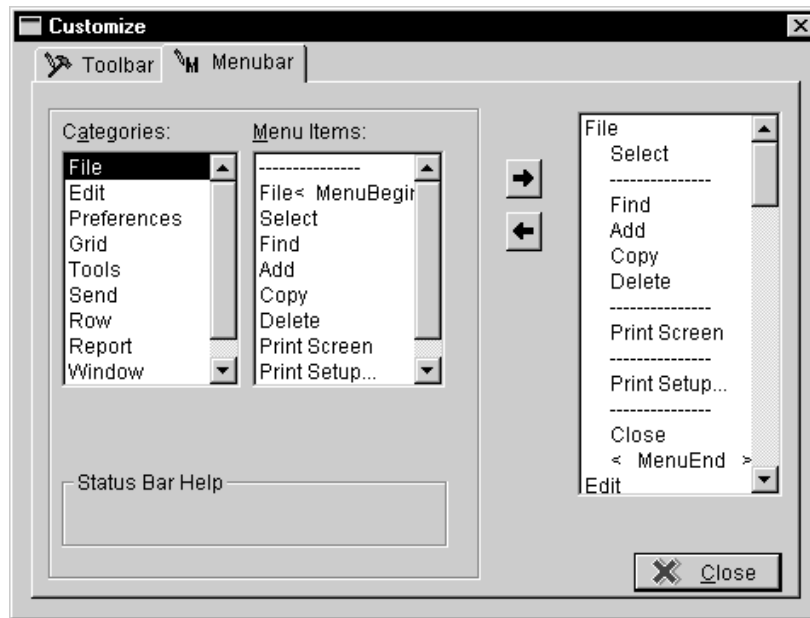 Customize
Toolbar
Menubar
Categories:
File
Edit
Preferences
Grid
Tools
Send
Row
Report
Window
Menu Items:
---------------
File< MenuBegin
Select
Find
Add
Copy
Delete
Print Screen
Print Setup...
File
Select
---------------
Find
Add
Copy
Delete
---------------
Print Screen
---------------
Print Setup...
---------------
Close
< MenuEnd >
Edit
Status Bar Help
Close